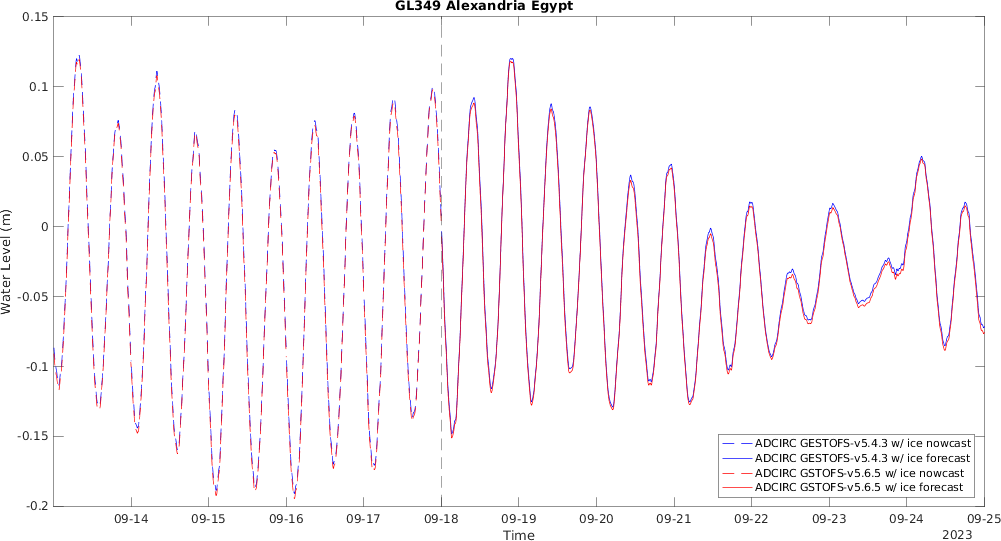 GL349 Alexandria Egypt
0.15
0.1
0.05
0
-0.05
-0.1
-0.15
-0.2
Water Level (m)
ADCIRC GESTOFS-v5.4.3 w/ ice nowcast
ADCIRC GESTOFS-v5.4.3 w/ ice forecast
ADCIRC GSTOFS-v5.6.5 w/ ice nowcast
ADCIRC GSTOFS-v5.6.5 w/ ice forecast
09-14 09-15 09-16 09-17 09-18 09-19 09-20 09-21 09-22 09-23 09-24 09-25
Time
2023